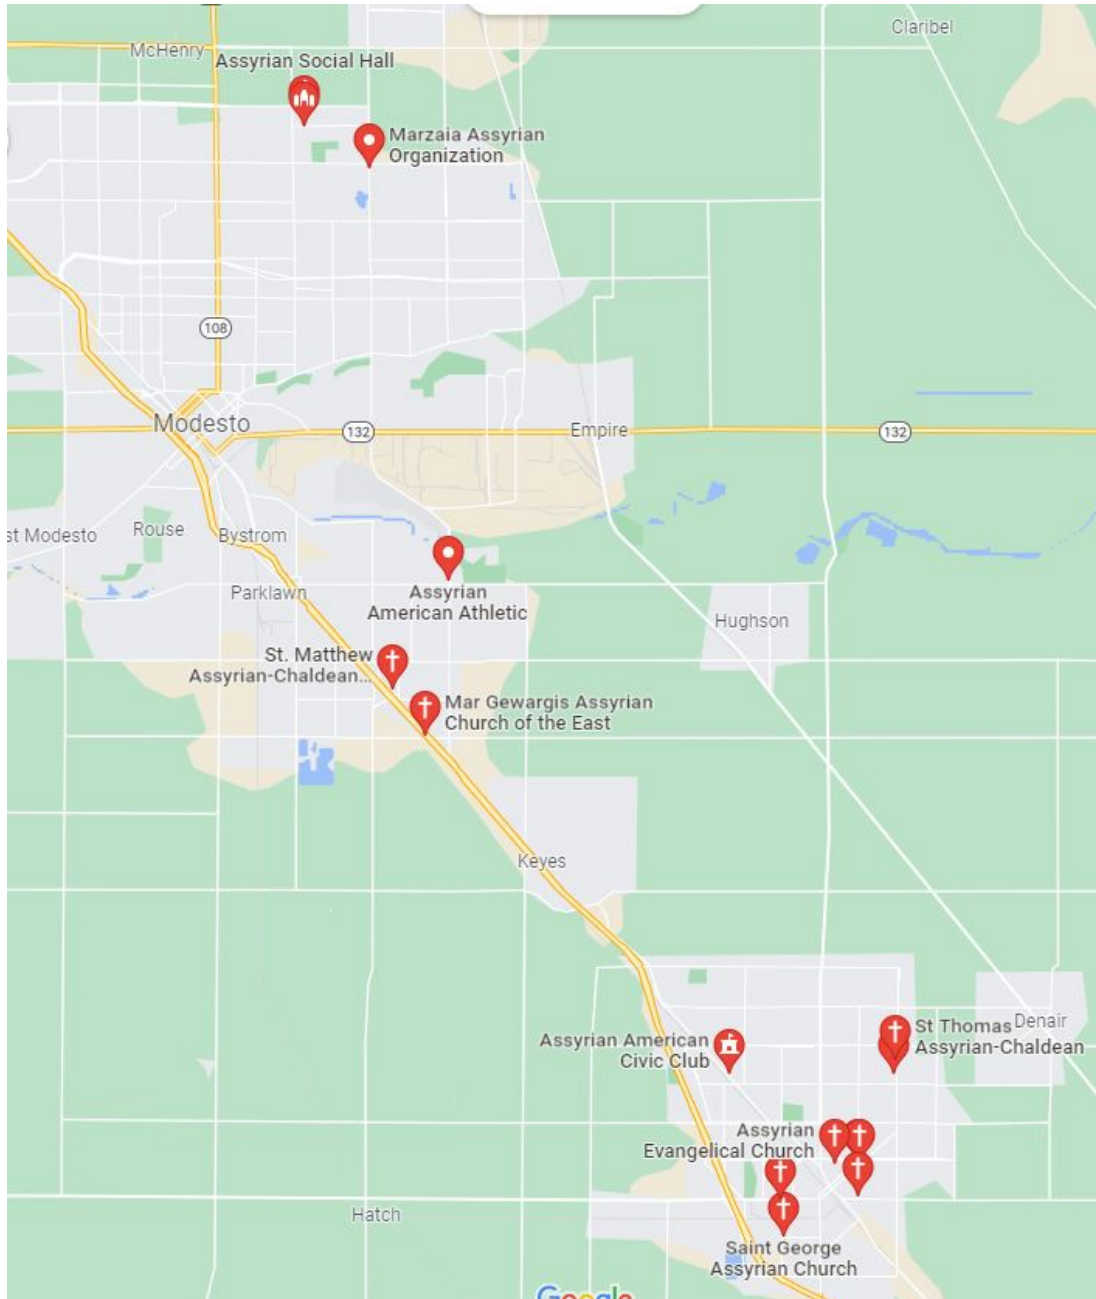 Claribel
McHenry
Assyrian Social Hall
Marzaia Assyrian
Organization
108
Modesto
132
Empire
132
st Modesto
Rouse
Bystrom
Parklawn
Assyrian
American Athletic
Hughson
St. Matthew
Assyrian-Chaldean...
Mar Gewargis Assyrian
Church of the East
Keyes
Assyrian American
Civic Club
St Thomas
Assyrian-Chaldean
Denair
Assyrian
Evangelical Church
Hatch
Saint George
Assyrian Church
Google